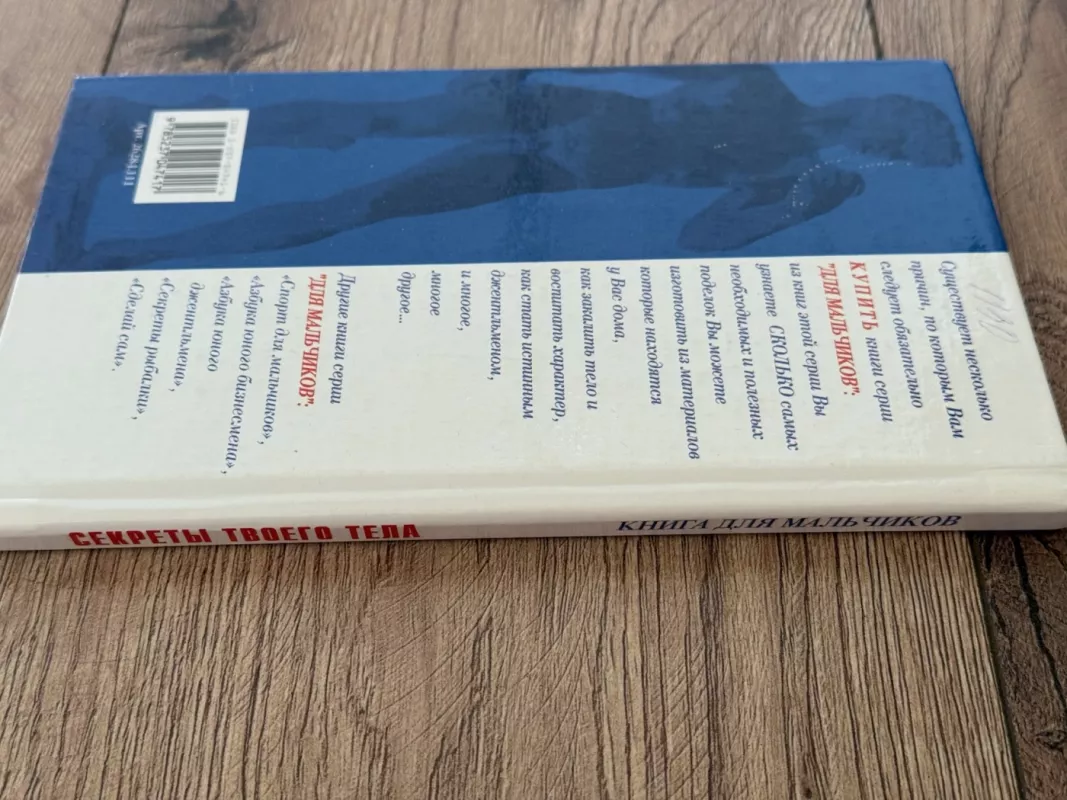 Существует несколько
причин, по которым Вам
следует обязательно
КУПИТЬ книги серии
"ДЛЯ МАЛЬЧИКОВ":
из книг этой серии Вы
узнаете СКОЛЬКО самых
необходимых и полезных
поделок Вы можете
изготовить из материалов
которые находятся
у Вас дома,
как закалить тело и
воспитать характер,
как стать истинным
джентльменом,
и многое,
многое
другое...
Другие книги серии
"ДЛЯ МАЛЬЧИКОВ":
«Спорт для мальчиков»,
«Азбука юного бизнесмена»,
«Азбука юного
джентльмена»,
«Секреты рыбалки»,
«Сделай сам».
9785257047417
КНИГА ДЛЯ МАЛЬЧИКОВ
СЕКРЕТЫ ТВОЕГО ТЕЛА